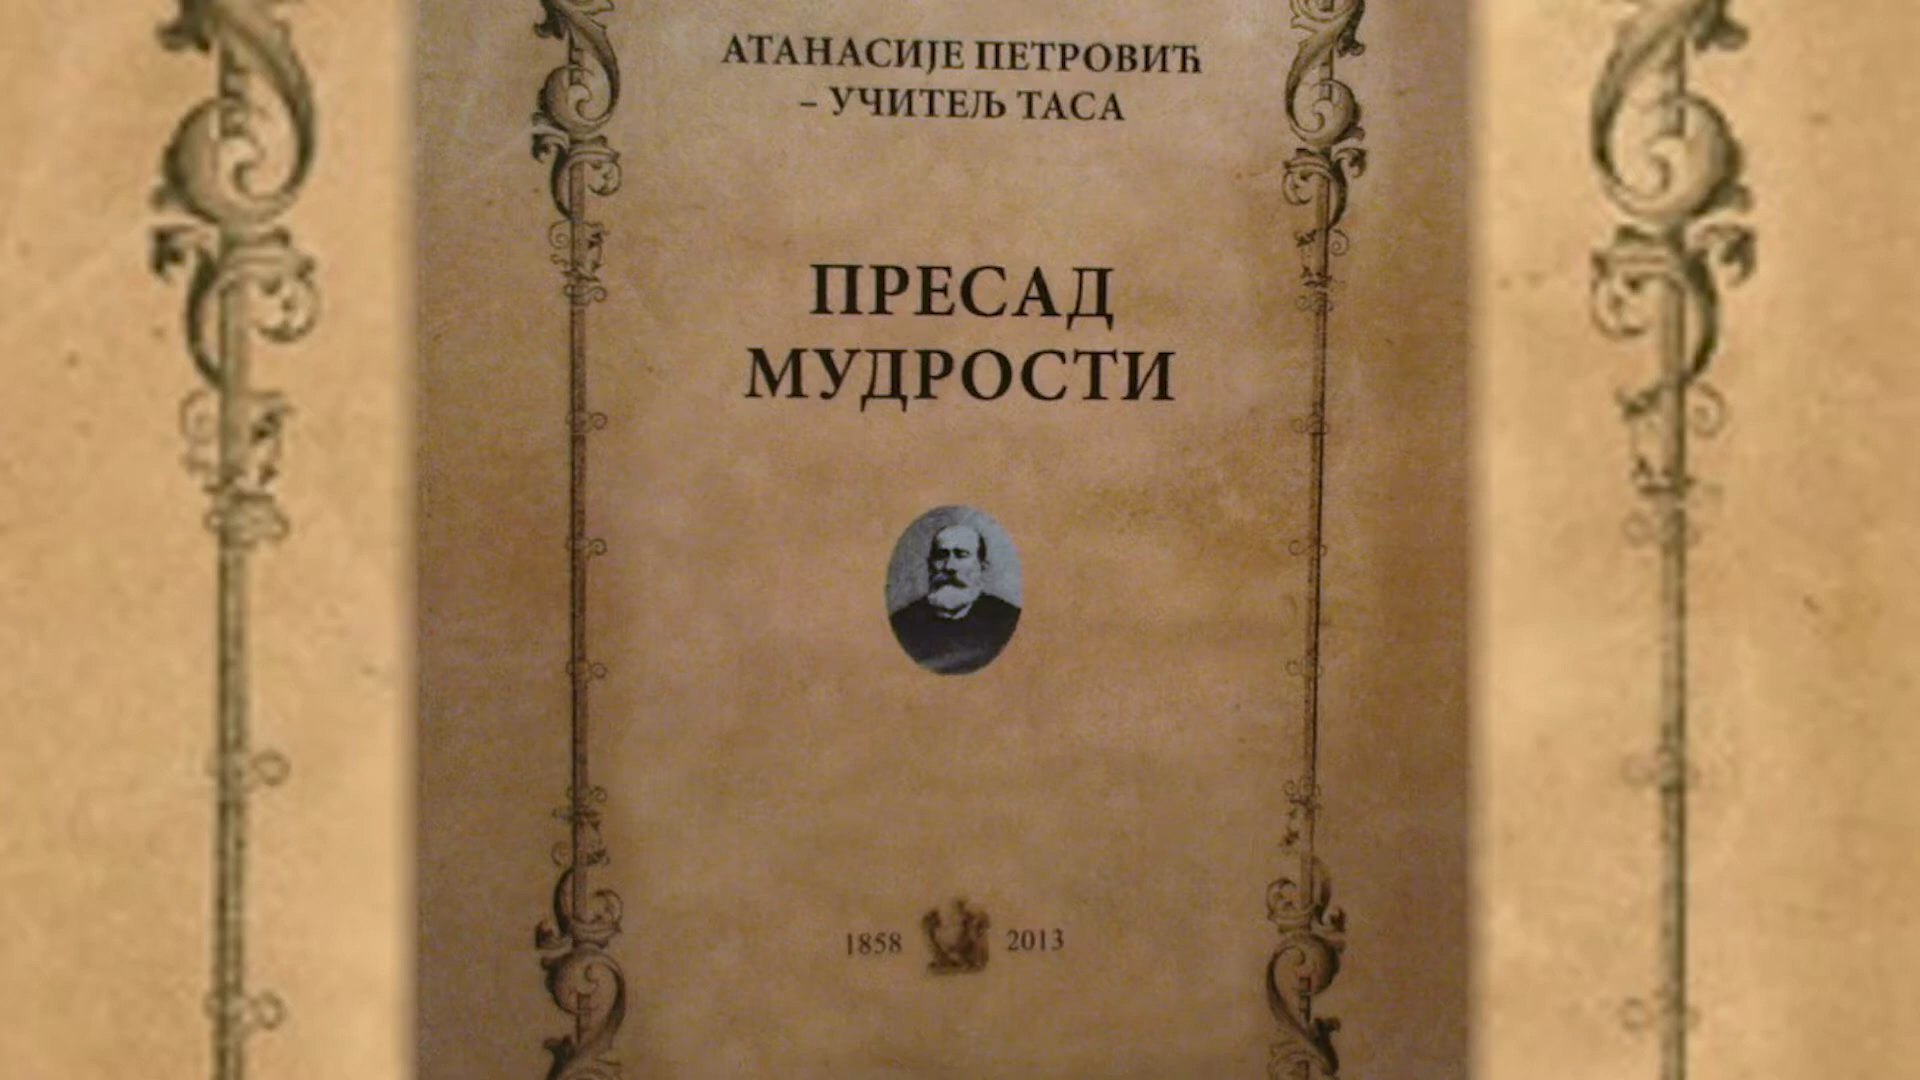 АТАНАСИЈЕ ПЕТРОВИЋ
– УЧИТЕЉ ТАСА
ПРЕСАД
МУДРОСТИ
1858 2013